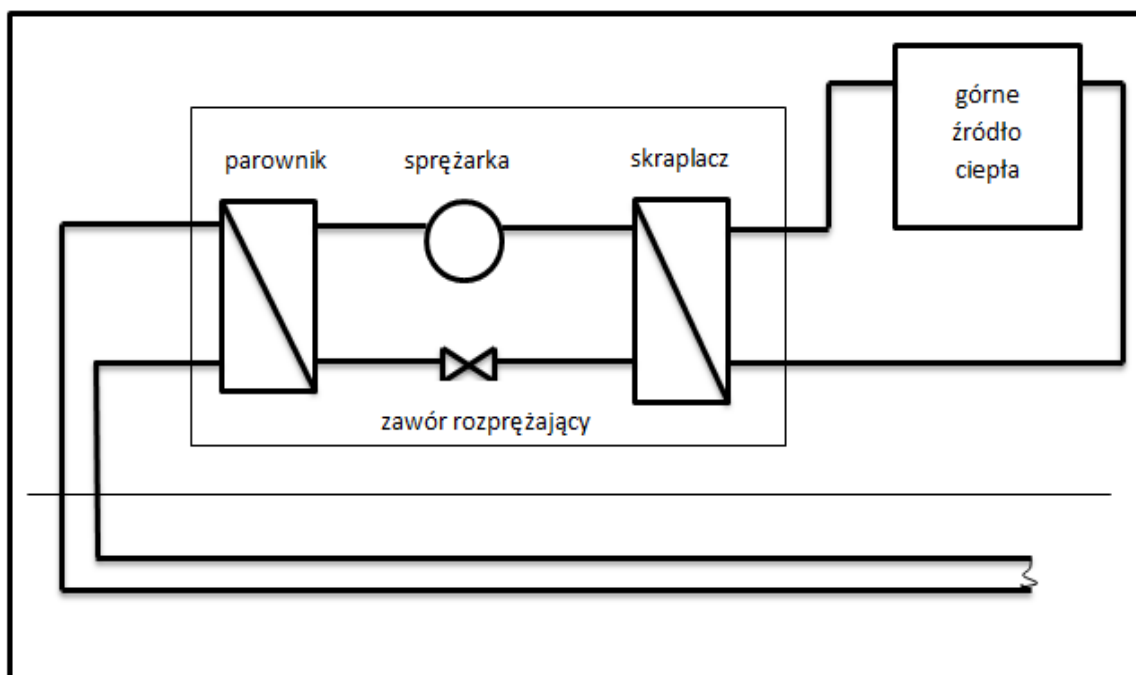 górne
źródło
ciepła
parownik
sprężarka
skraplacz
zawór rozprężający